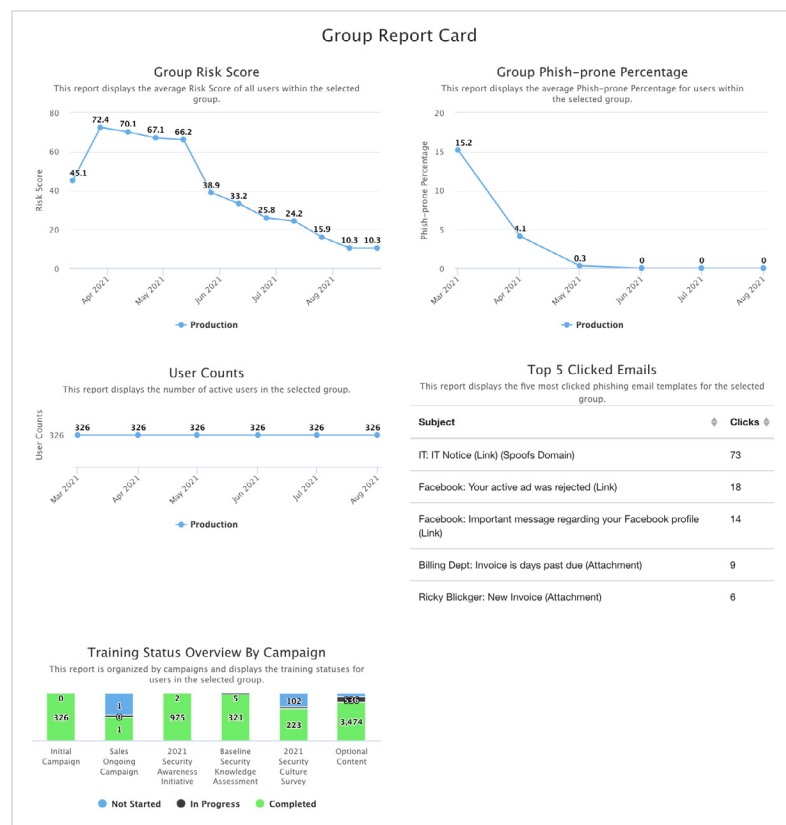 Group Report Card
Group Risk Score
This report displays the average Risk Score of all users within the selected
group.
80
60
40
20
0
Risk Score
45.1
72.4
70.1
67.1
66.2
38.9
33.2
25.8
24.2
15.9
10.3
10.3
Apr 2021
May 2021
Jun 2021
Jul 2021
Aug 2021
Production
Group Phish-prone Percentage
This report displays the average Phish-prone Percentage for users within
the selected group.
20
15
10
5
0
Phish-prone Percentage
15.2
4.1
0.3
0
0
0
Mar 2021
Apr 2021
May 2021
Jun 2021
Jul 2021
Aug 2021
Production
User Counts
This report displays the number of active users in the selected group.
User Counts
326
326
326
326
326
326
326
Mar 2021
Apr 2021
May 2021
Jun 2021
Jul 2021
Aug 2021
Production
Top 5 Clicked Emails
This report displays the five most clicked phishing email templates for the selected
group.
Subject Clicks
IT: IT Notice (Link) (Spoofs Domain) 73
Facebook: Your active ad was rejected (Link) 18
Facebook: Important message regarding your Facebook profile 14
(Link)
Billing Dept: Invoice is days past due (Attachment) 9
Ricky Blickger: New Invoice (Attachment) 6
Training Status Overview By Campaign
This report is organized by campaigns and displays the training statuses for
users in the selected group.
0
326
1
0
1
2
975
5
321
102
223
3,474
Initial
Campaign
Sales
Ongoing
Campaign
2021
Security
Awareness
Initiative
Baseline
Security
Knowledge
Assessment
2021
Security
Culture
Survey
Optional
Content
Not Started
In Progress
Completed